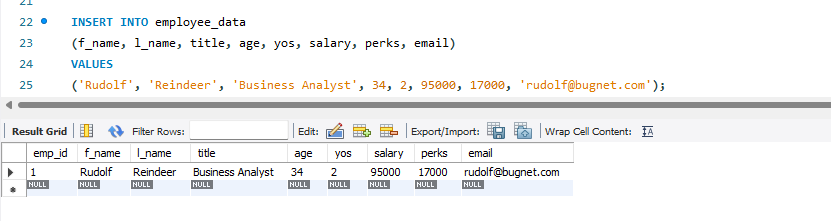 21
22 INSERT INTO employee_data
23 (f_name, l_name, title, age, yos, salary, perks, email)
24 VALUES
25 ('Rudolf', 'Reindeer', 'Business Analyst', 34, 2, 95000, 17000, 'rudolf@bugnet.com');
Result Grid Filter Rows: Edit: Export/Import: Wrap Cell Content: IA
emp_id f_name l_name title age yos salary perks email
1 Rudolf Reindeer Business Analyst 34 2 95000 17000 rudolf@bugnet.com
NULL NULL NULL NULL NULL NULL NULL NULL NULL